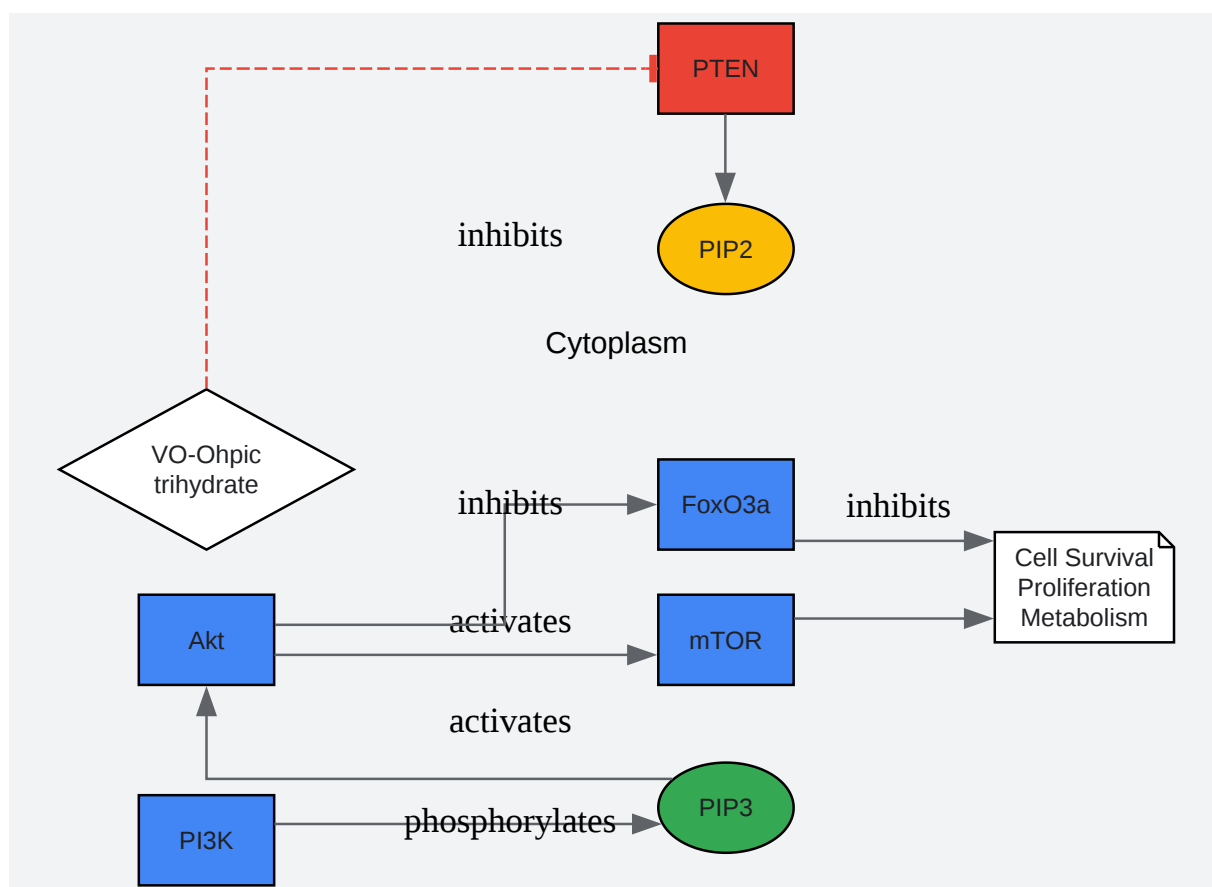 PTEN
inhibits
PIP2
Cytoplasm
VO-Ohpic
trihydrate
inhibits
FoxO3a
inhibits
Cell Survival
Proliferation
Metabolism
Akt
activates
mTOR
activates
PI3K
phosphorylates
PIP3